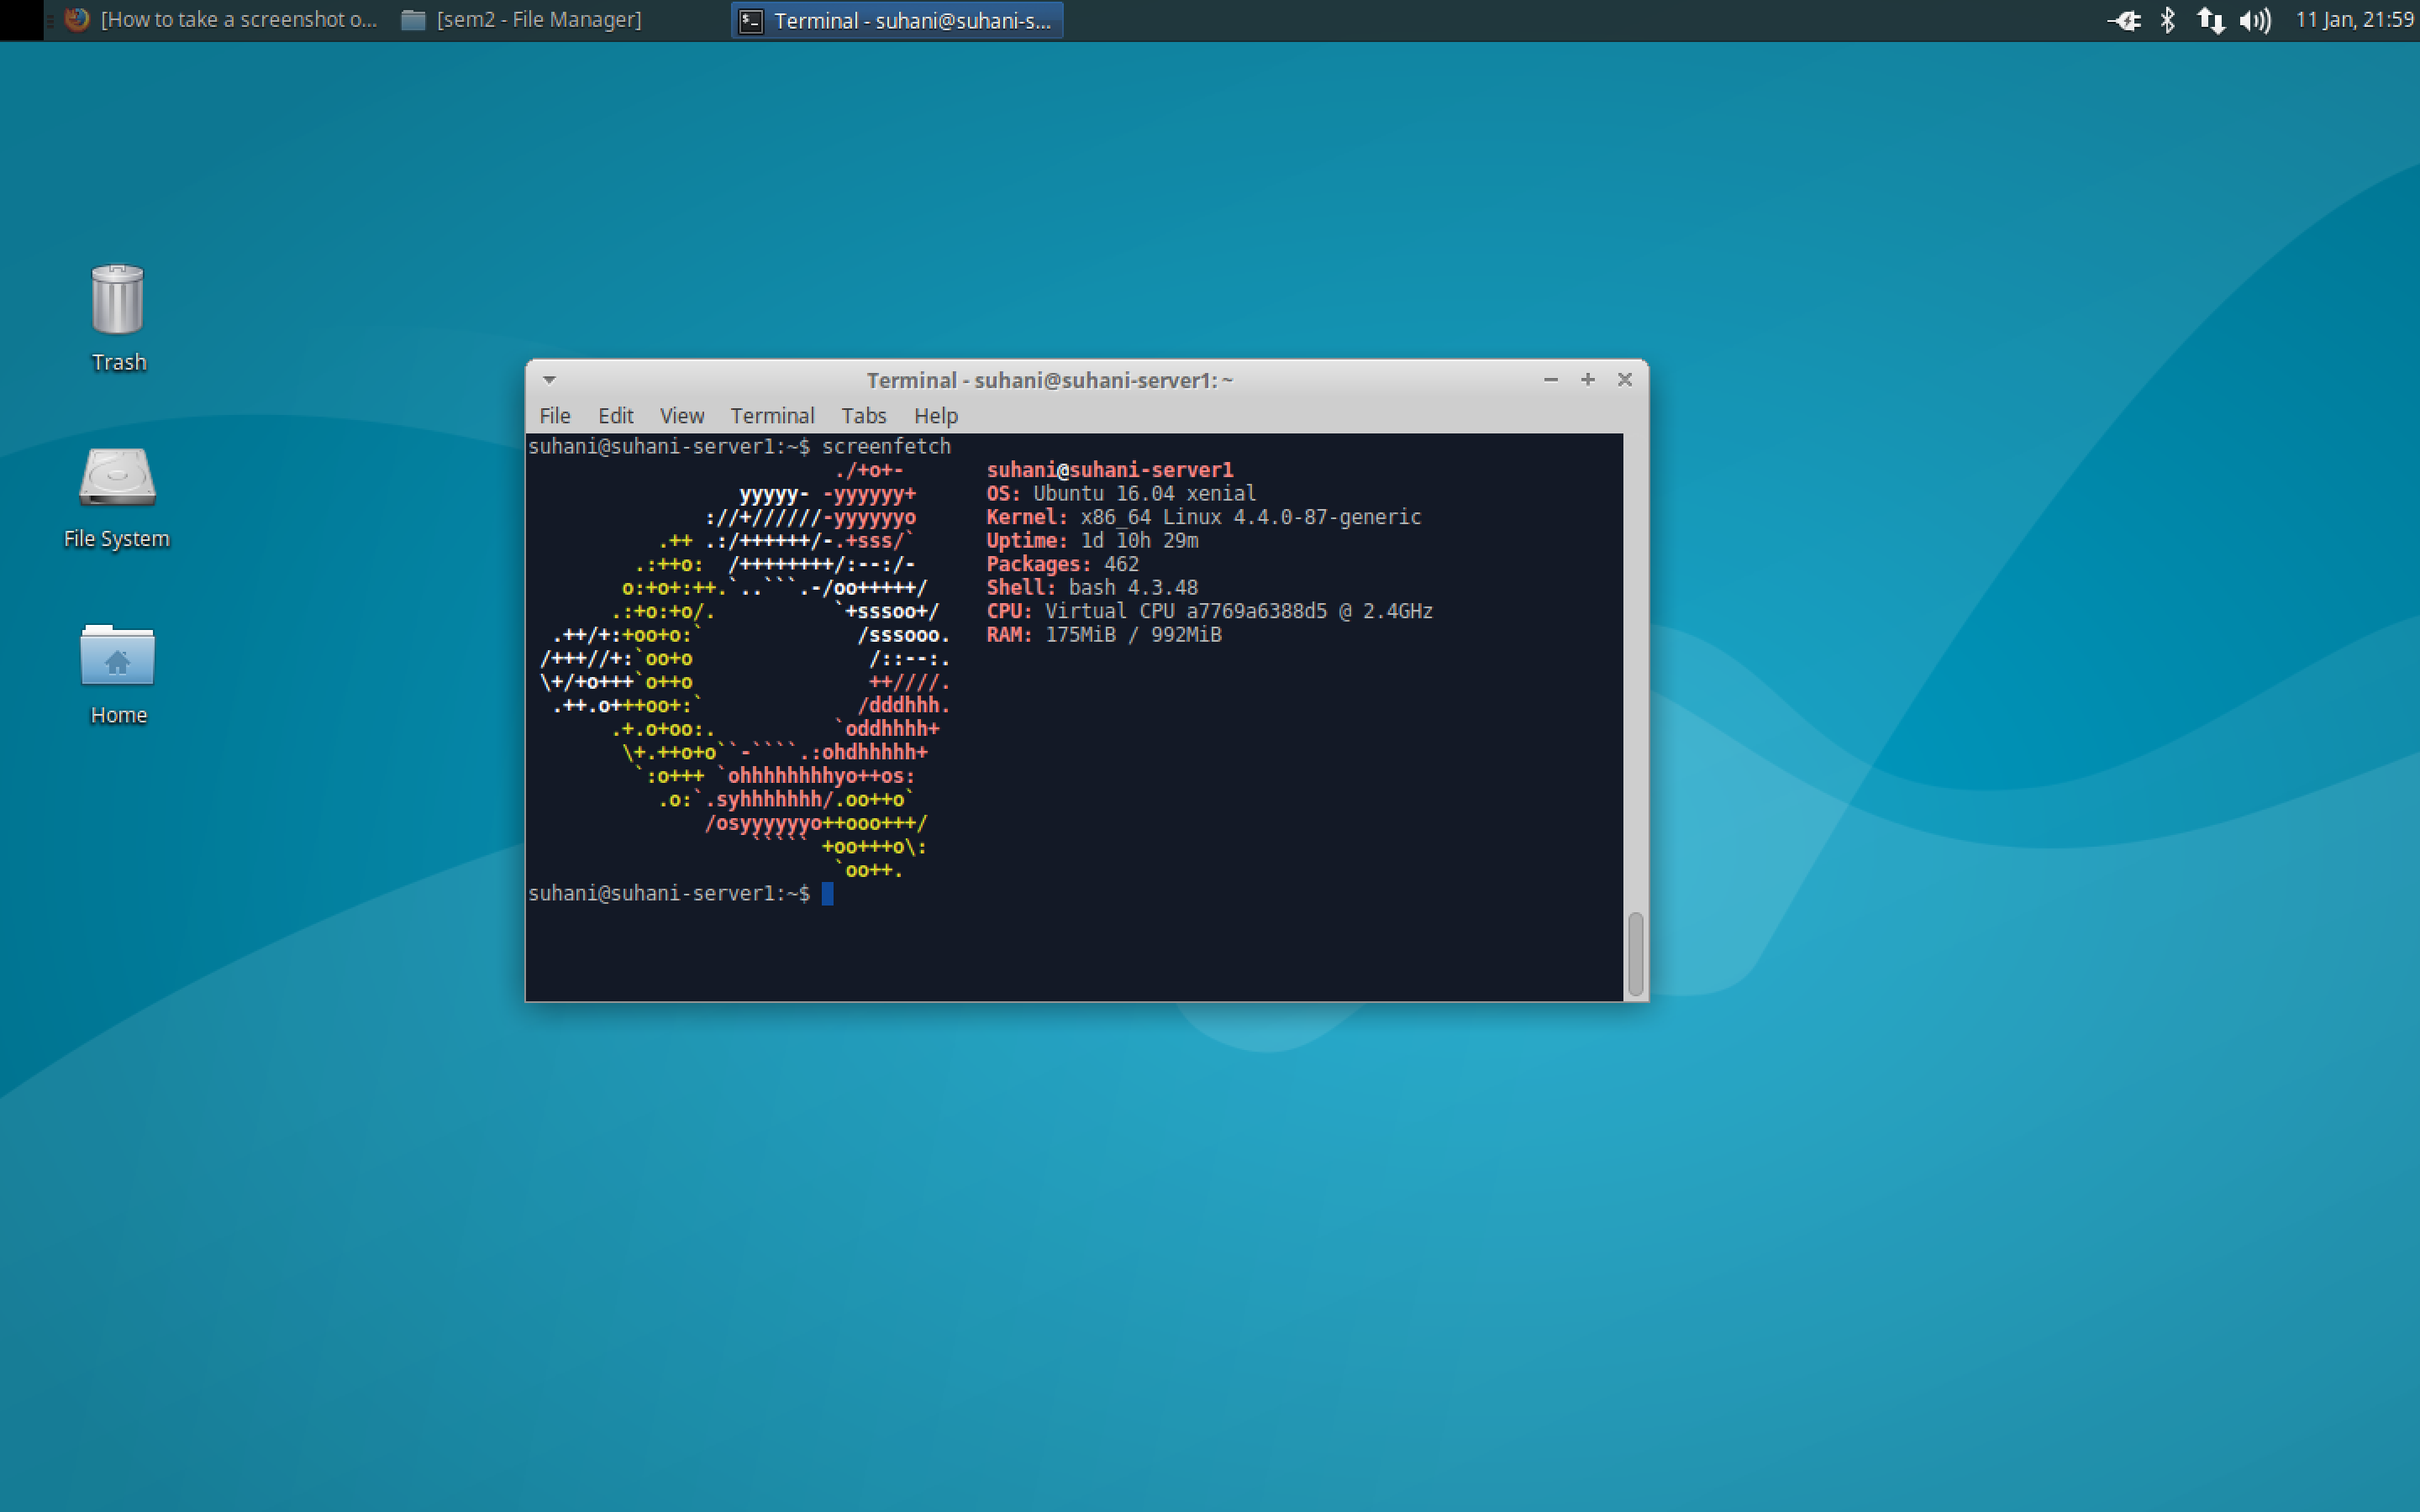 [How to take a screenshot o... [sem2 - File Manager] Terminal - suhani@suhani-s... 11 Jan, 21:59
Trash
File System
Home
Terminal - suhani@suhani-server1: ~
File Edit View Terminal Tabs Help
suhani@suhani-server1:~$ screenfetch
                          ./+o+-       suhani@suhani-server1
                  yyyyy- -yyyyyy+      OS: Ubuntu 16.04 xenial
               ://+//////-yyyyyyo      Kernel: x86_64 Linux 4.4.0-87-generic
           .++ .:/++++++/-.+sss/`      Uptime: 1d 10h 29m
         .:++o:  /++++++++/:--:/-      Packages: 462
        o:+o+:++.`..```.-/oo+++++/     Shell: bash 4.3.48
       .:+o:+o/.          `+sssoo+/    CPU: Virtual CPU a7769a6388d5 @ 2.4GHz
  .++/+:+oo+o:`             /sssooo.   RAM: 175MiB / 992MiB
 /+++//+:`oo+o               /::--:.
 \+/+o+++`o++o               ++////.
  .++.o+++oo+:`             /dddhhh.
       .+.o+oo:.          `oddhhhh+
        \+.++o+o``-````.:ohdhhhhh+
         `:o+++ `ohhhhhhhhyo++os:
           .o:`.syhhhhhhh/.oo++o`
               /osyyyyyyo++ooo+++/
                   ````` +oo+++o\:
                          `oo++.
suhani@suhani-server1:~$